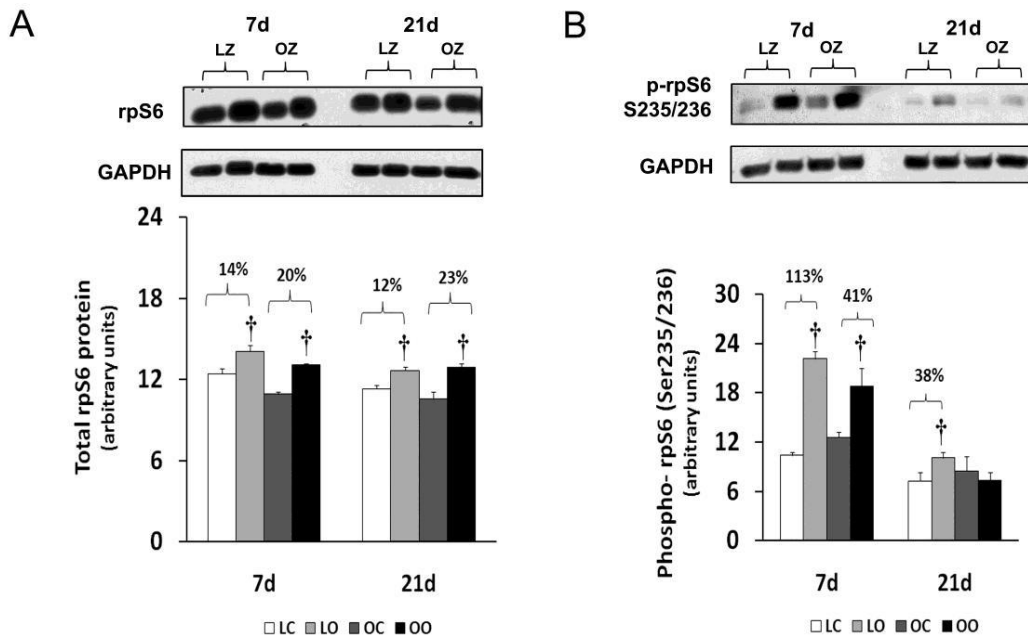 A
7d
21d
LZ
OZ
LZ
OZ
rpS6
GAPDH
Total rpS6 protein
(arbitrary units)
24
18
12
6
0
14%
20%
12%
23%
†
†
†
†
7d
21d
LC LO OC OO
B
7d
21d
LZ
OZ
LZ
OZ
p-rpS6
S235/236
GAPDH
Phospho- rpS6 (Ser235/236)
(arbitrary units)
30
24
18
12
6
0
113%
41%
38%
†
†
†
7d
21d
LC LO OC OO